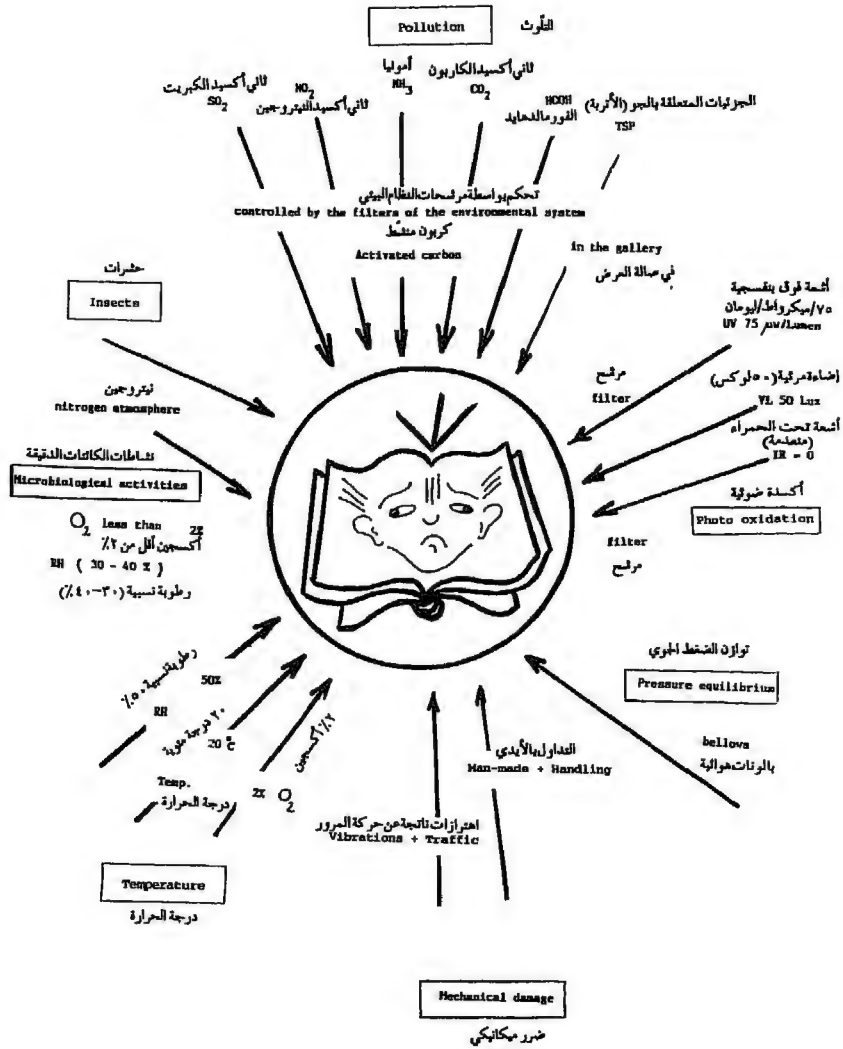 Pollution التلوّث
ثاني أكسيد الكبريت
SO2
NO2
ثاني أكسيد النيتروجين
أمونيا
NH3
ثاني أكسيد الكاربون
CO2
HCOH
الفورمالدهايد
الجزئيات المتعلقة بالجو (الأتربة)
TSP
تحكم بواسطة مرشحات النظام البيئي
controlled by the filters of the environmental system
كربون منشّط
Activated carbon
in the gallery
في صالة العرض
حشرات
Insects
نيتروجين
nitrogen atmosphere
نشاطات الكائنات الدقيقة
Microbiological activities
O2 less than 2%
أكسجين أقل من ٢٪
RH ( 30 - 40 % )
رطوبة نسبية (٣٠-٤٠٪)
أشعة فوق بنفسجية
٧٥/ميكروواط/ليومان
UV 75 µw/Lumen
مرشح
filter
إضاءة مرئية (٥٠ لوكس)
VL 50 Lux
أشعة تحت الحمراء
(منعدمة)
IR = 0
أكسدة ضوئية
Photo oxidation
filter
مرشح
توازن الضغط الجوي
Pressure equilibrium
bellows
بالونات هوائية
رطوبة نسبية ٥٠٪
RH 50%
٢٠ درجة مئوية
20 °C
Temp.
درجة الحرارة
٢٪ أكسجين
2% O2
Temperature
درجة الحرارة
التداول بالأيدي
Man-made + Handling
اهتزازات ناتجة عن حركة المرور
Vibrations + Traffic
Mechanical damage
ضرر ميكانيكي